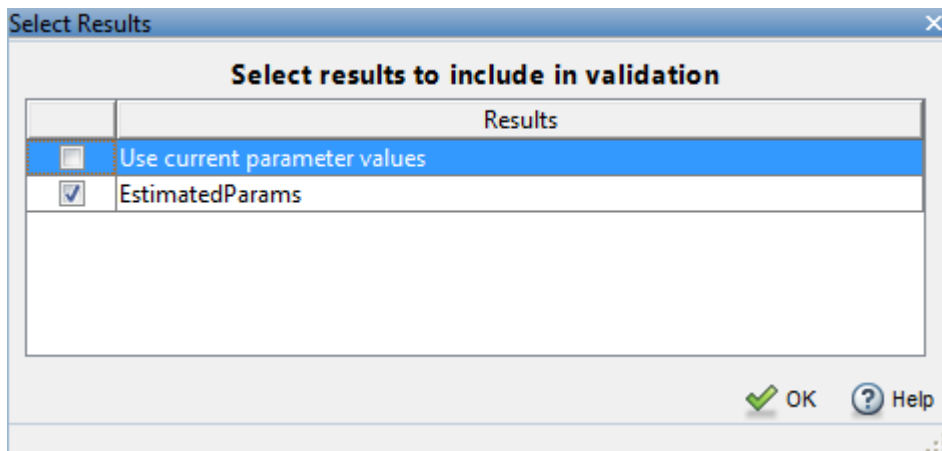 Select Results
Select results to include in validation
Results
Use current parameter values
EstimatedParams
OK
Help